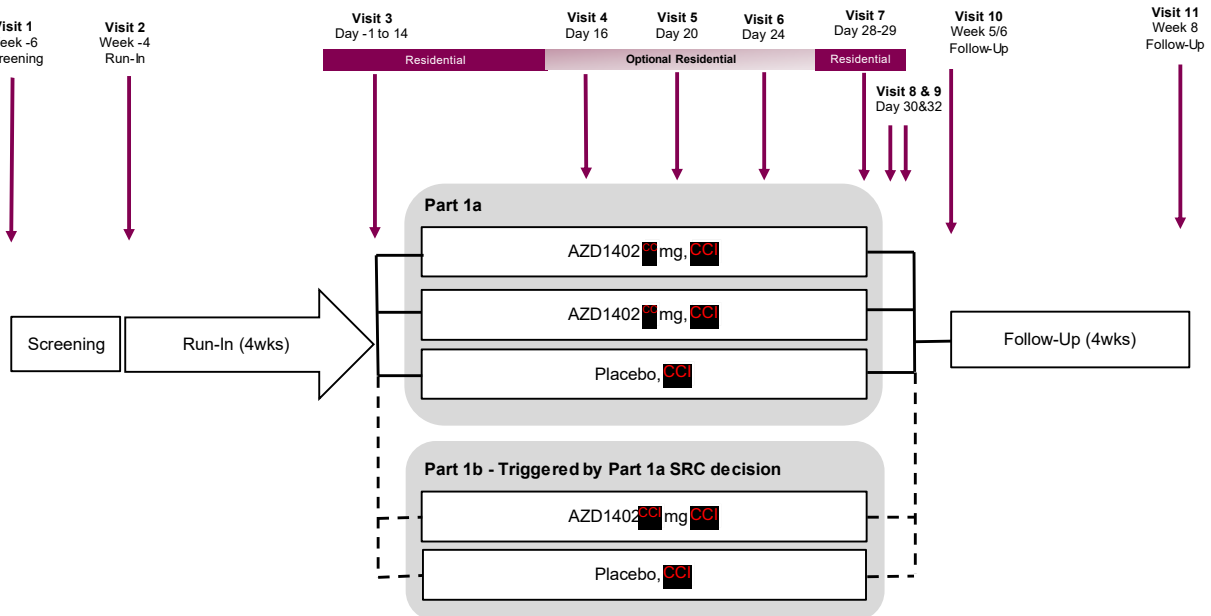 Visit 1
eek -6
creening
Visit 2
Week -4
Run-In
Visit 3
Day -1 to 14
Visit 4
Day 16
Visit 5
Day 20
Visit 6
Day 24
Visit 7
Day 28-29
Visit 10
Week 5/6
Follow-Up
Visit 11
Week 8
Follow-Up
Residential
Optional Residential
Residential
Visit 8 & 9
Day 30&32
Part 1a
AZD1402 CC mg, CCI
AZD1402 CC mg, CCI
Placebo, CCI
Screening
Run-In (4wks)
Follow-Up (4wks)
Part 1b - Triggered by Part 1a SRC decision
AZD1402 CCI mg CCI
Placebo, CCI